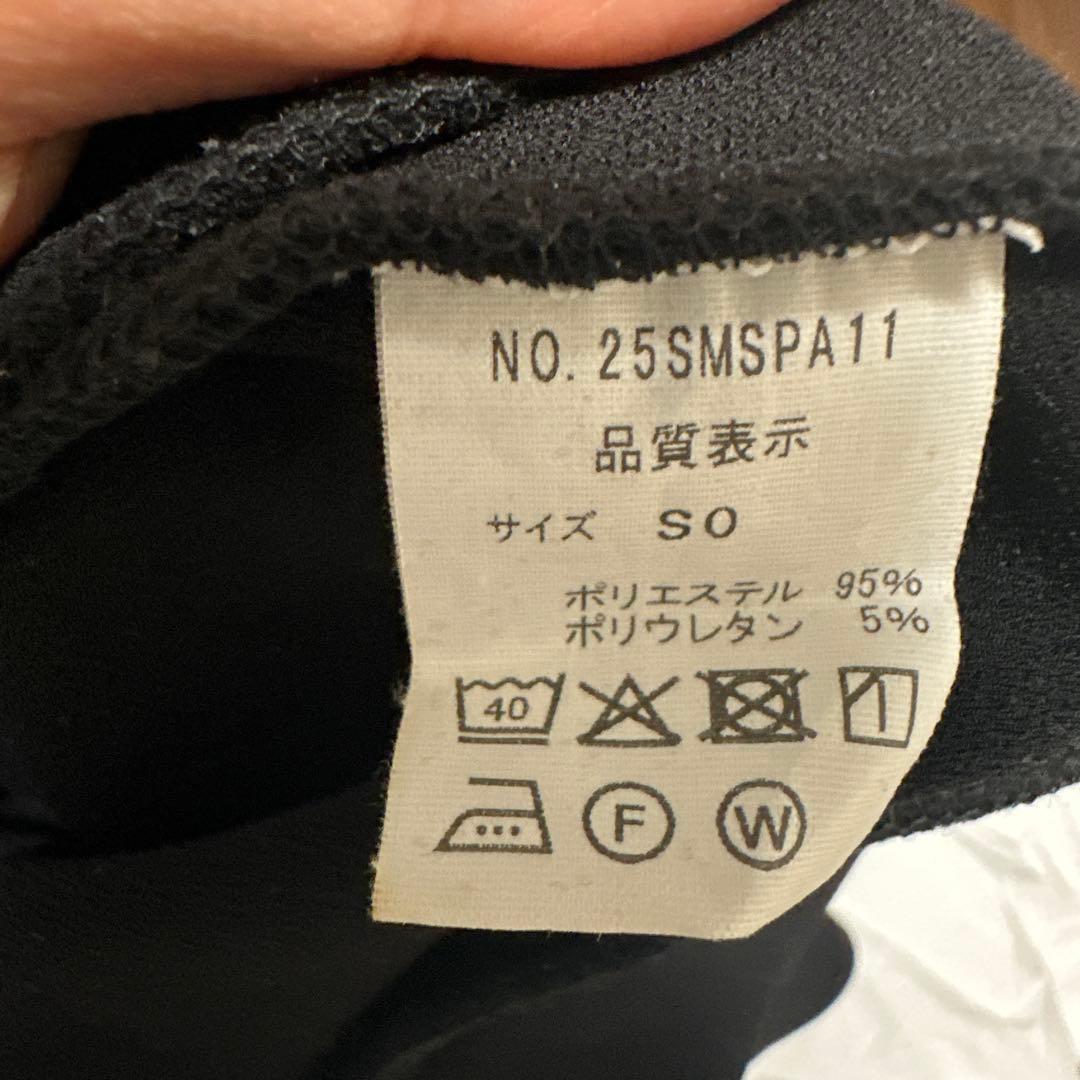 NO. 25SMSPA11
品質表示
サイズ SO
ポリエステル 95%
ポリウレタン 5%
40
F W